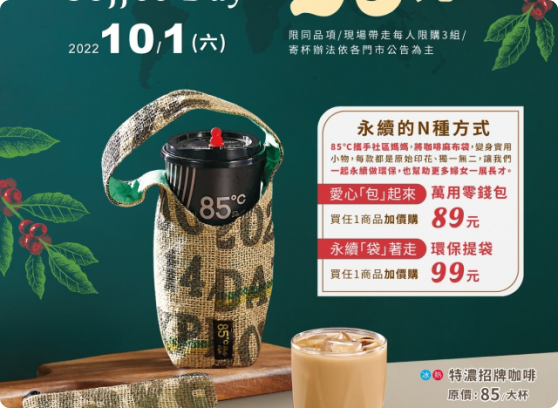 Coffee Day
2022 10/1(六)
限同品項/現場帶走每人限購3組/
寄杯辦法依各門市公告為主
永續的N種方式
85°C攜手社區媽媽,將咖啡麻布袋,變身實用
小物,每款都是原始印花、獨一無二,讓我們
一起永續做環保,也幫助更多婦女一展長才。
愛心「包」起來 萬用零錢包
買任1商品加價購 89元
永續「袋」著走 環保提袋
買任1商品加價購 99元
85°C
85°C
冰 熱 特濃招牌咖啡
原價:85/大杯